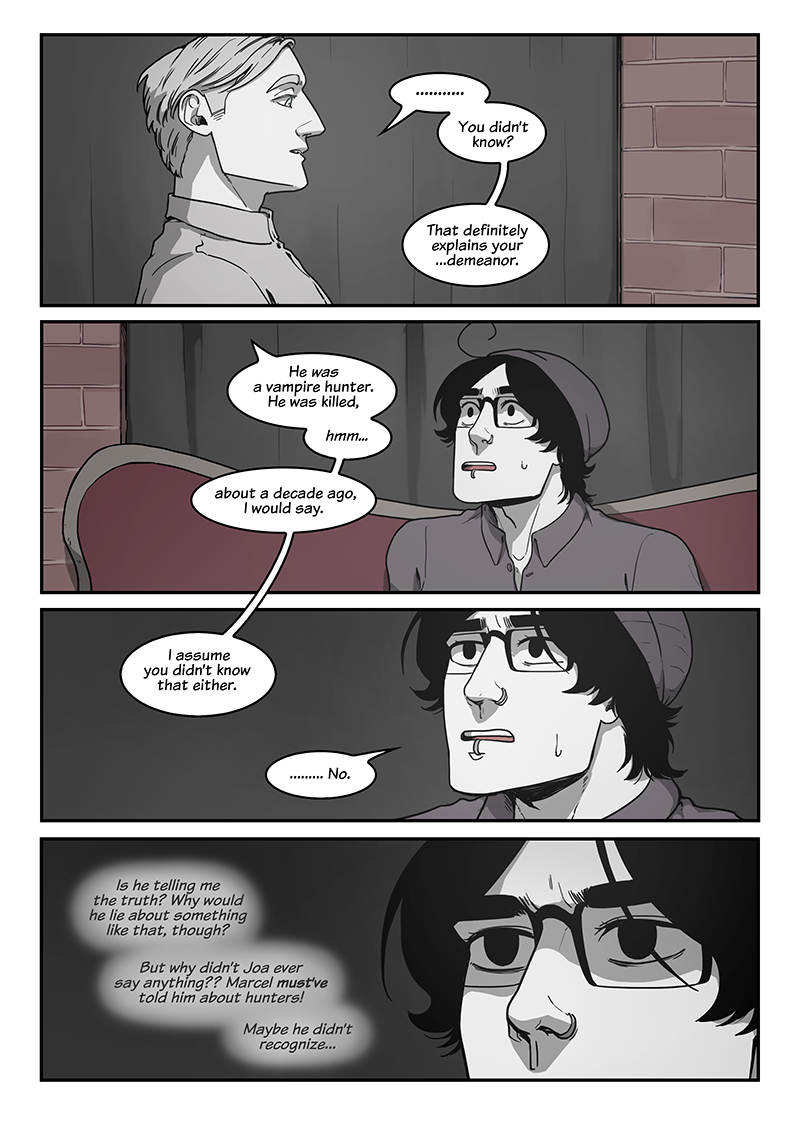 ............
You didn't
know?
That definitely
explains your
...demeanor.
He was
a vampire hunter.
He was killed,
hmm...
about a decade ago,
I would say.
I assume
you didn't know
that either.
......... No.
Is he telling me
the truth? Why would
he lie about something
like that, though?
But why didn't Joa ever
say anything?? Marcel must've
told him about hunters!
Maybe he didn't
recognize...